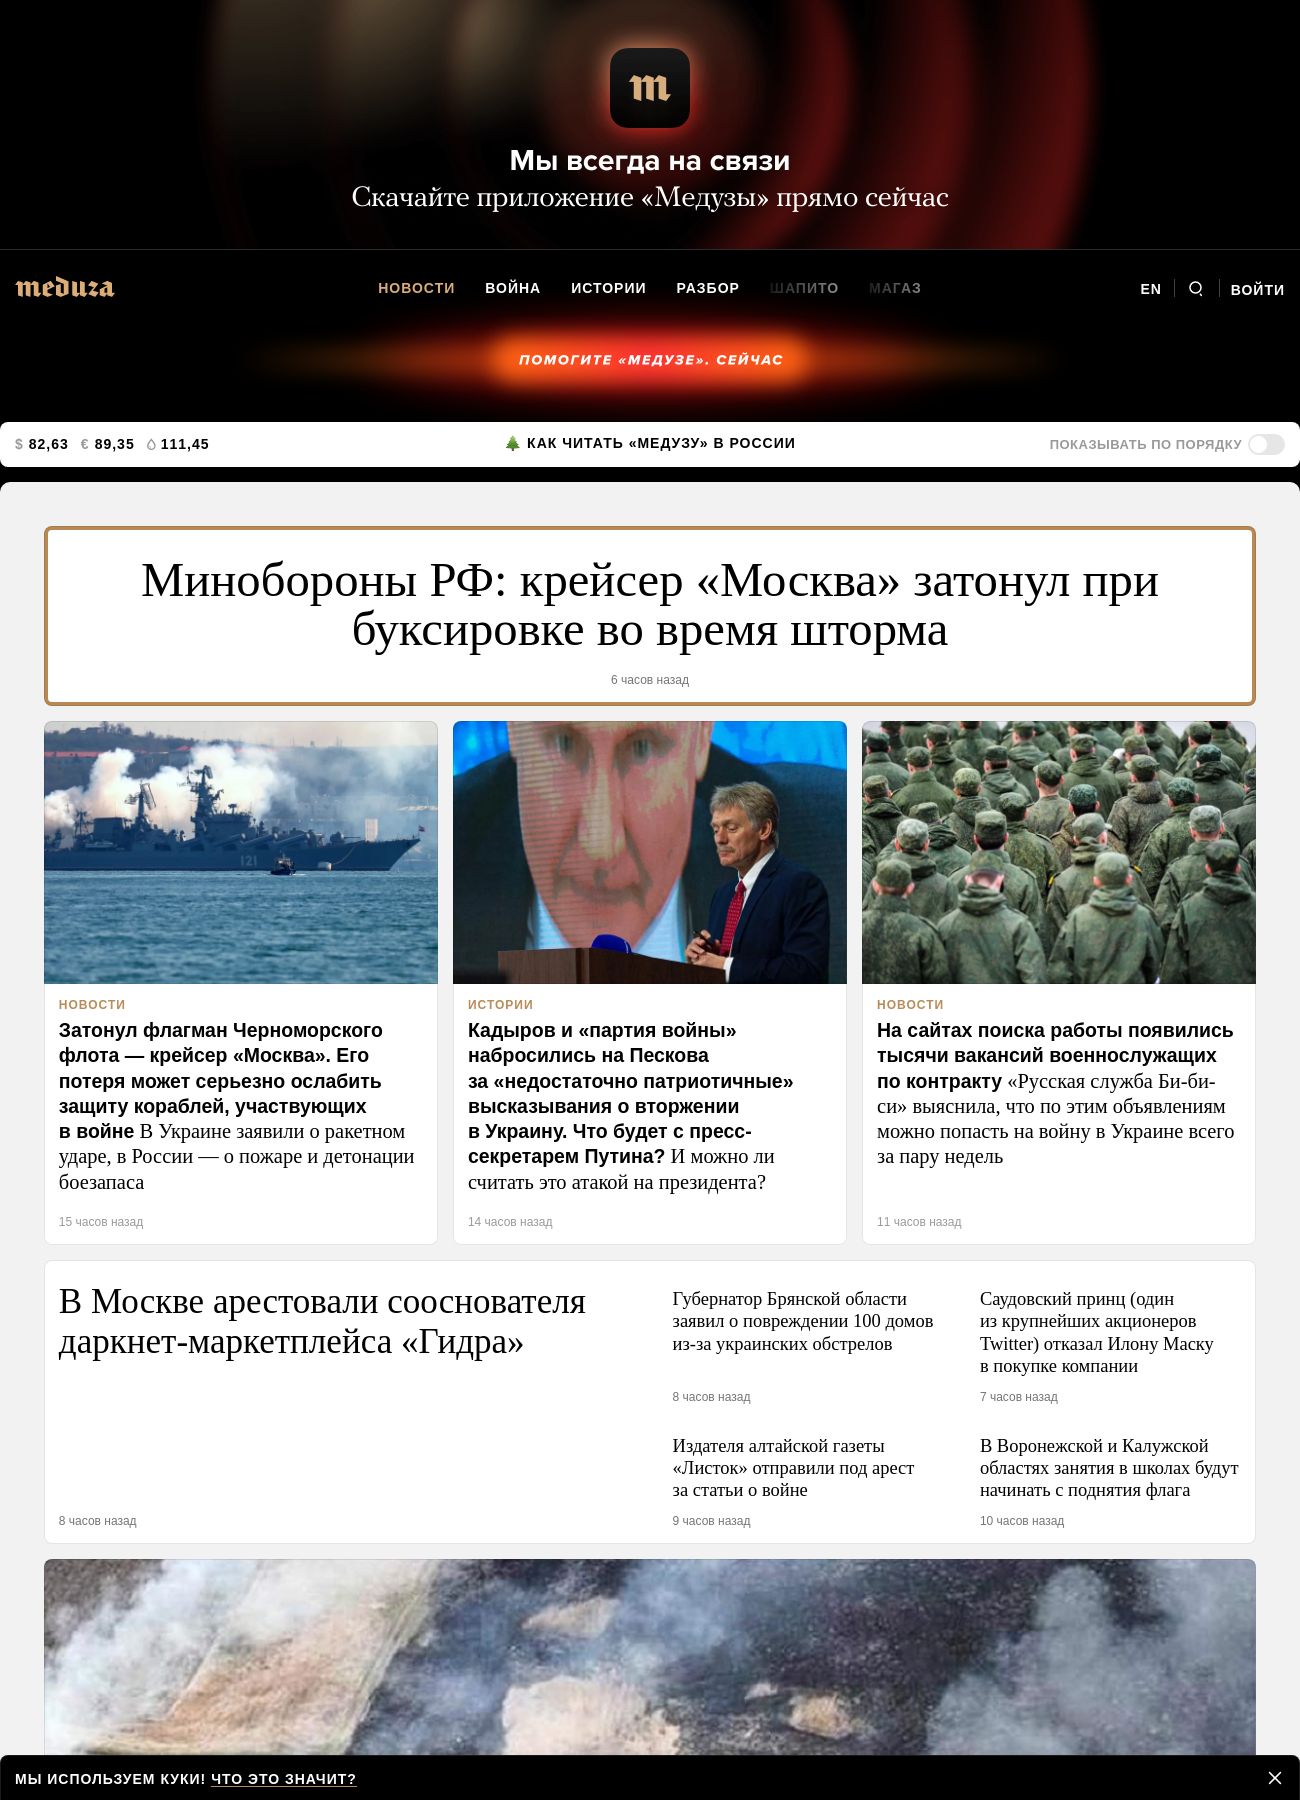 m
Мы всегда на связи
Скачайте приложение «Медузы» прямо сейчас
meduza
НОВОСТИ ВОЙНА ИСТОРИИ РАЗБОР ШАПИТО МАГАЗ
EN ВОЙТИ
ПОМОГИТЕ «МЕДУЗЕ». СЕЙЧАС
$ 82,63 € 89,35 111,45
КАК ЧИТАТЬ «МЕДУЗУ» В РОССИИ
ПОКАЗЫВАТЬ ПО ПОРЯДКУ
Минобороны РФ: крейсер «Москва» затонул при
буксировке во время шторма
6 часов назад
121
НОВОСТИ
Затонул флагман Черноморского
флота — крейсер «Москва». Его
потеря может серьезно ослабить
защиту кораблей, участвующих
в войне В Украине заявили о ракетном
ударе, в России — о пожаре и детонации
боезапаса
15 часов назад
ИСТОРИИ
Кадыров и «партия войны»
набросились на Пескова
за «недостаточно патриотичные»
высказывания о вторжении
в Украину. Что будет с пресс-
секретарем Путина? И можно ли
считать это атакой на президента?
14 часов назад
НОВОСТИ
На сайтах поиска работы появились
тысячи вакансий военнослужащих
по контракту «Русская служба Би-би-
си» выяснила, что по этим объявлениям
можно попасть на войну в Украине всего
за пару недель
11 часов назад
В Москве арестовали сооснователя
даркнет-маркетплейса «Гидра»
8 часов назад
Губернатор Брянской области
заявил о повреждении 100 домов
из-за украинских обстрелов
8 часов назад
Саудовский принц (один
из крупнейших акционеров
Twitter) отказал Илону Маску
в покупке компании
7 часов назад
Издателя алтайской газеты
«Листок» отправили под арест
за статьи о войне
9 часов назад
В Воронежской и Калужской
областях занятия в школах будут
начинать с поднятия флага
10 часов назад
МЫ ИСПОЛЬЗУЕМ КУКИ! ЧТО ЭТО ЗНАЧИТ?